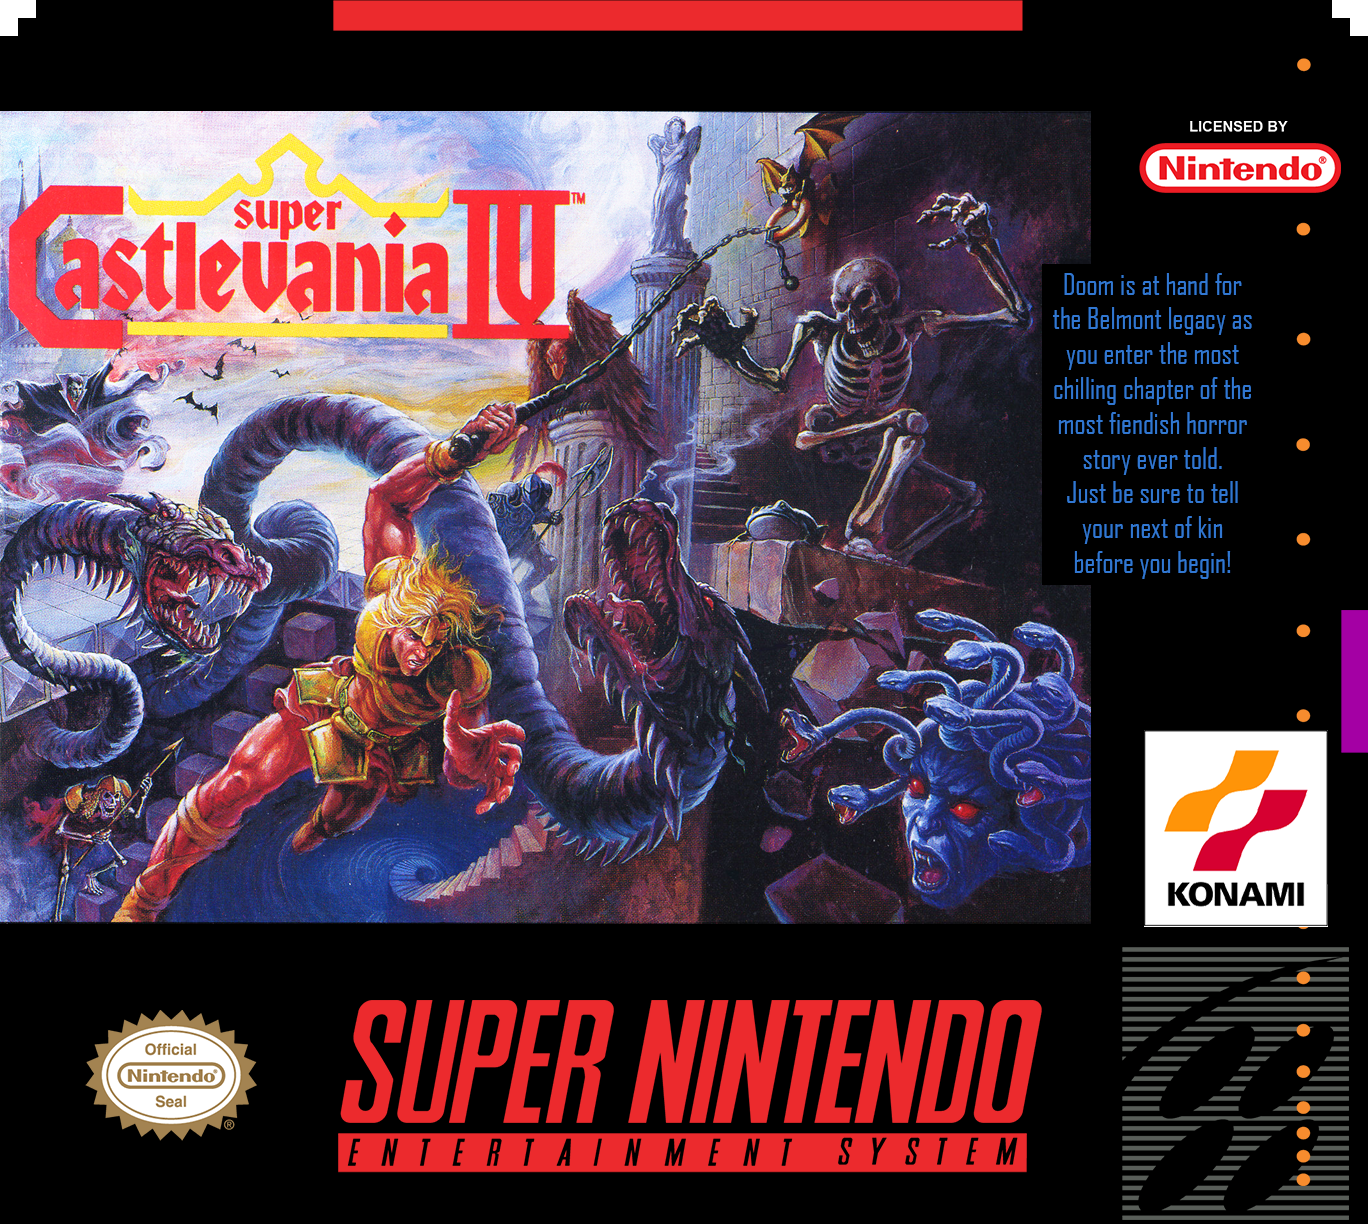 LICENSED BY
Nintendo®
super
Castlevania IV™
Doom is at hand for
the Belmont legacy as
you enter the most
chilling chapter of the
most fiendish horror
story ever told.
Just be sure to tell
your next of kin
before you begin!
KONAMI
Official
Nintendo®
Seal
®
SUPER NINTENDO
ENTERTAINMENT SYSTEM